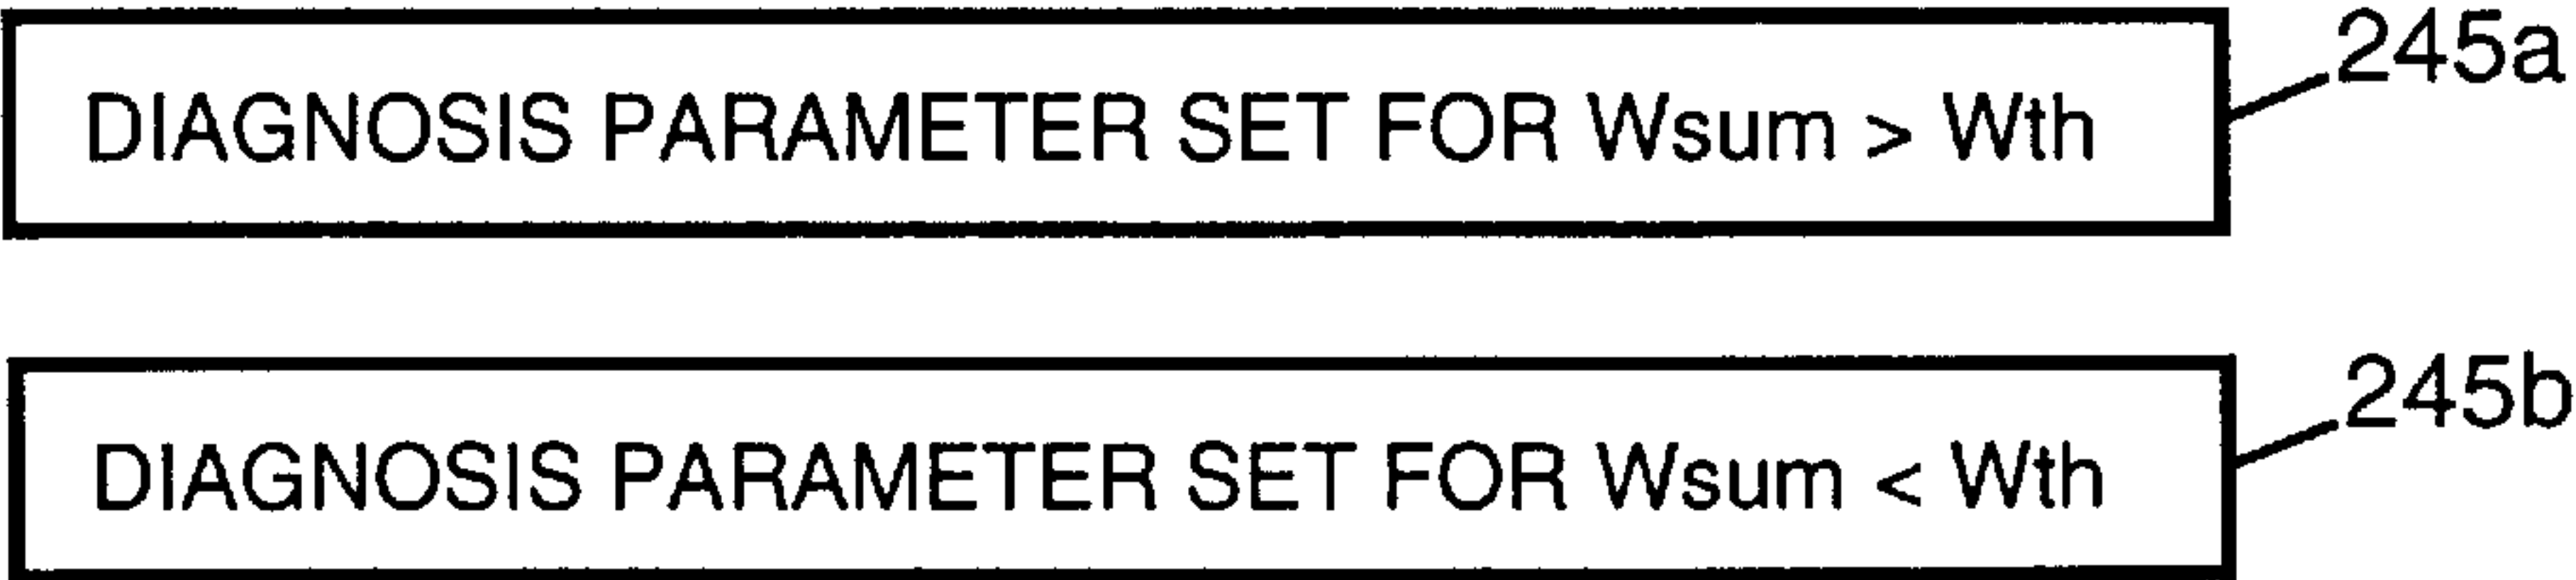 DIAGNOSIS PARAMETER SET FOR Wsum > Wth
245a
DIAGNOSIS PARAMETER SET FOR Wsum < Wth
245b